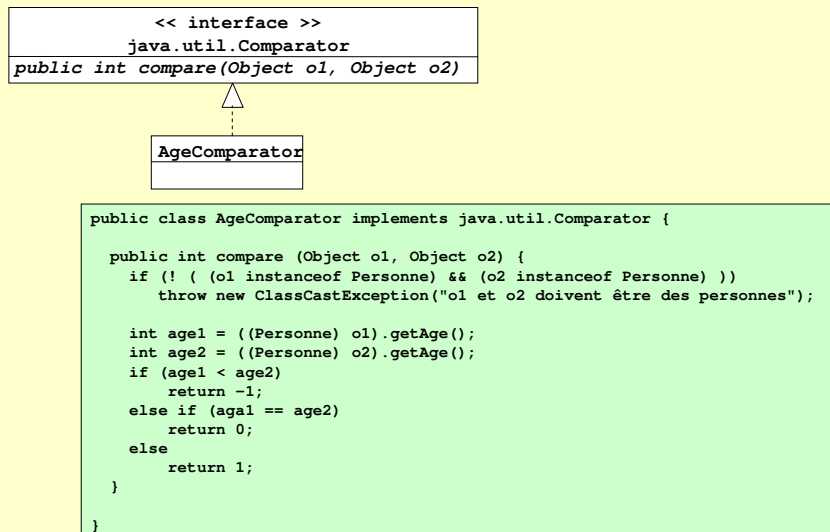 << interface >>
java.util.Comparator
public int compare(Object o1, Object o2)
AgeComparator
public class AgeComparator implements java.util.Comparator {
public int compare (Object o1, Object o2) {
if (! ( (o1 instanceof Personne) && (o2 instanceof Personne) ))
throw new ClassCastException("o1 et o2 doivent être des personnes");
int age1 = ((Personne) o1).getAge();
int age2 = ((Personne) o2).getAge();
if (age1 < age2)
return -1;
else if (aga1 == age2)
return 0;
else
return 1;
}
}